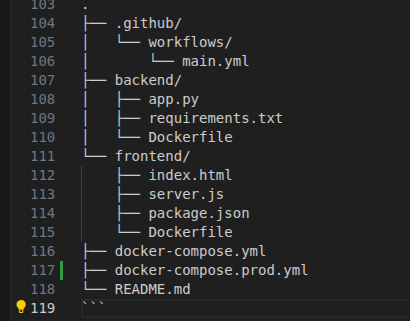 103 .
104 ├── .github/
105 │   └── workflows/
106 │       └── main.yml
107 ├── backend/
108 │   ├── app.py
109 │   ├── requirements.txt
110 │   └── Dockerfile
111 └── frontend/
112     ├── index.html
113     ├── server.js
114     ├── package.json
115     └── Dockerfile
116 ├── docker-compose.yml
117 ├── docker-compose.prod.yml
118 └── README.md
119 ```